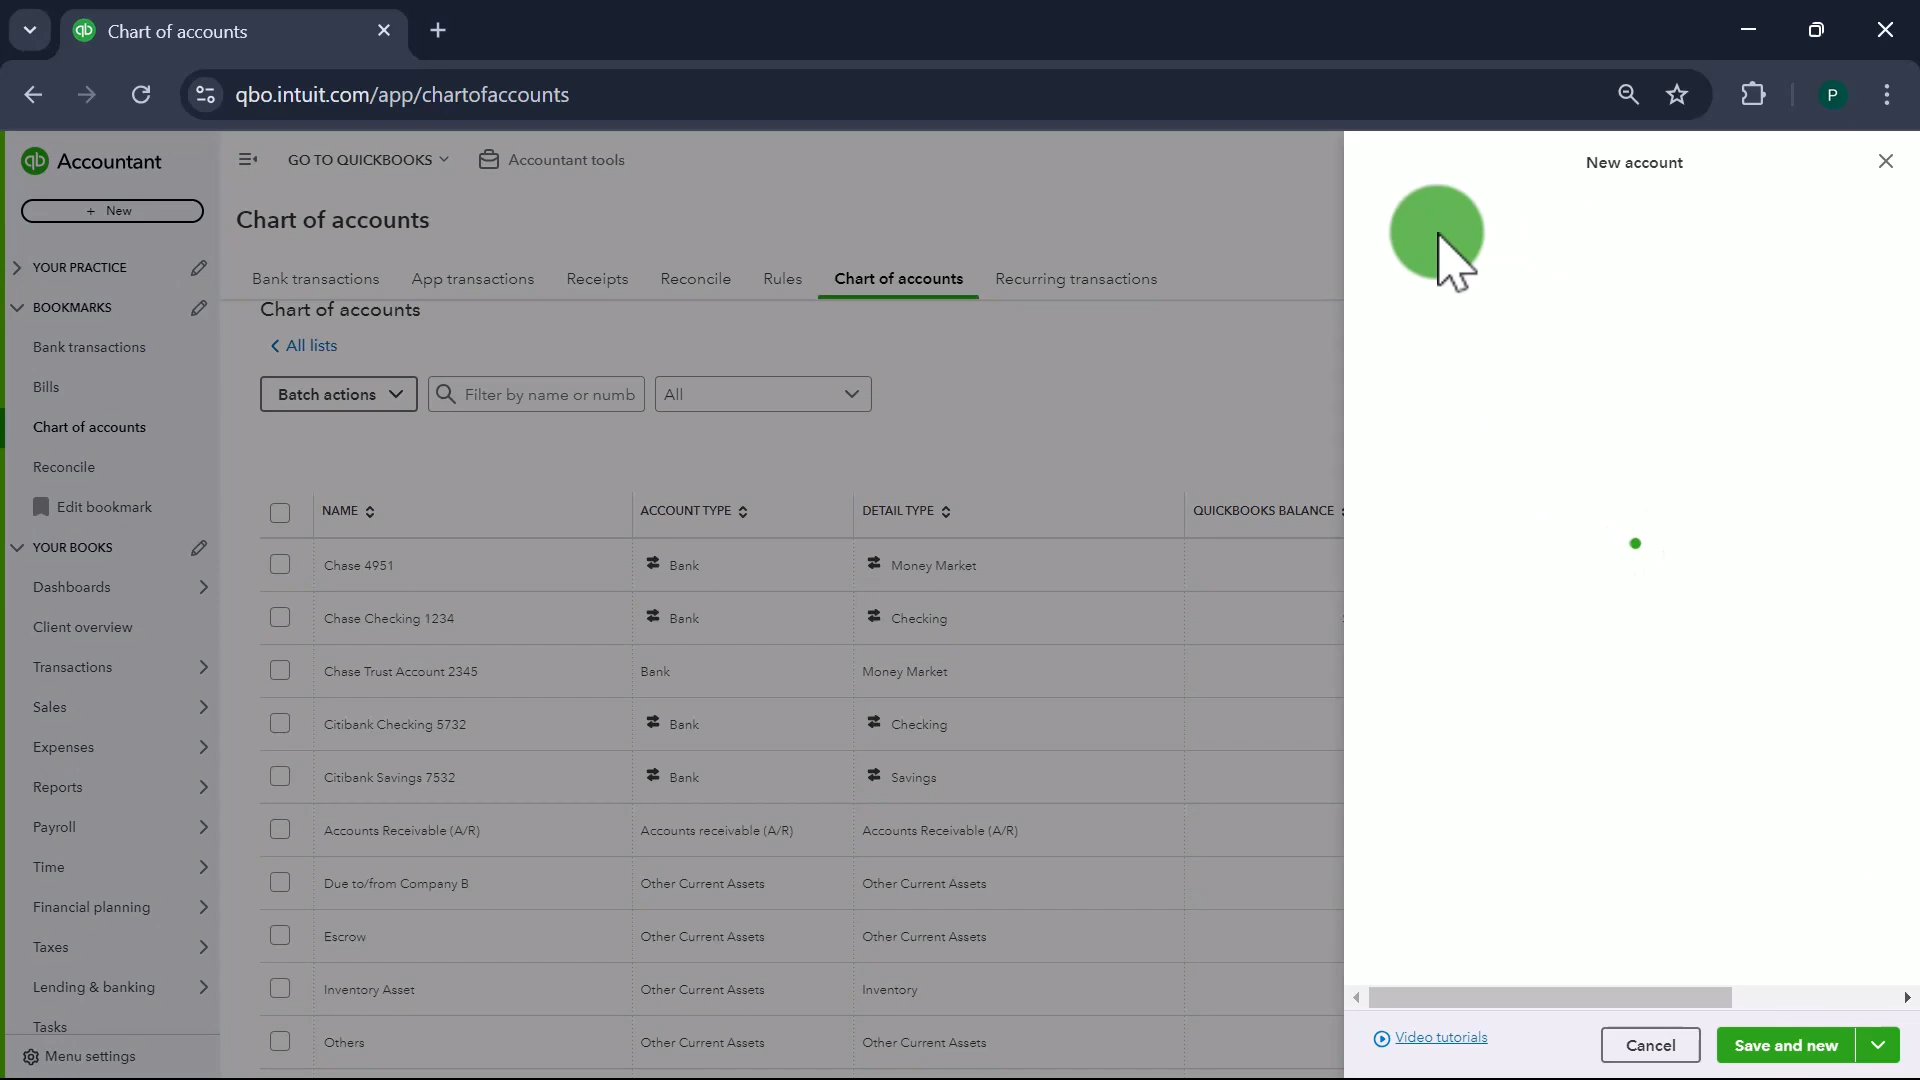 Chart of accounts
qbo.intuit.com/app/chartofaccounts
P
qb Accountant
+ New
YOUR PRACTICE
BOOKMARKS
Bank transactions
Bills
Chart of accounts
Reconcile
Edit bookmark
YOUR BOOKS
Dashboards
Client overview
Transactions
Sales
Expenses
Reports
Payroll
Time
Financial planning
Taxes
Lending & banking
Tasks
Menu settings
GO TO QUICKBOOKS
Accountant tools
Chart of accounts
Bank transactions App transactions Receipts Reconcile Rules Chart of accounts Recurring transactions
Chart of accounts
All lists
Batch actions Filter by name or numb All
NAME ACCOUNT TYPE DETAIL TYPE QUICKBOOKS BALANCE
Chase 4951 Bank Money Market
Chase Checking 1234 Bank Checking
Chase Trust Account 2345 Bank Money Market
Citibank Checking 5732 Bank Checking
Citibank Savings 7532 Bank Savings
Accounts Receivable (A/R) Accounts receivable (A/R) Accounts Receivable (A/R)
Due to/from Company B Other Current Assets Other Current Assets
Escrow Other Current Assets Other Current Assets
Inventory Asset Other Current Assets Inventory
Others Other Current Assets Other Current Assets
New account
Video tutorials
Cancel
Save and new